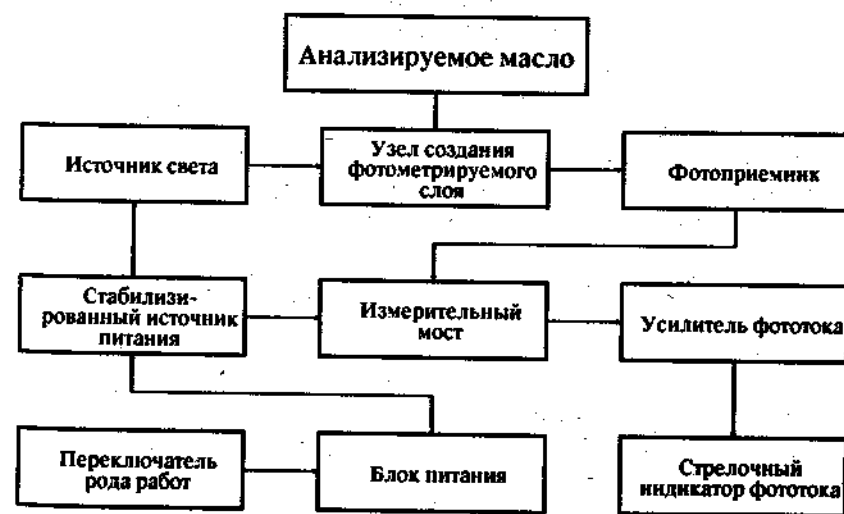 Анализируемое масло
Источник света
Узел создания
фотометрируемого
слоя
Фотоприемник
Стабилизи-
рованный источник
питания
Измерительный
мост
Усилитель фототока
Переключатель
рода работ
Блок питания
Стрелочный
индикатор фототока